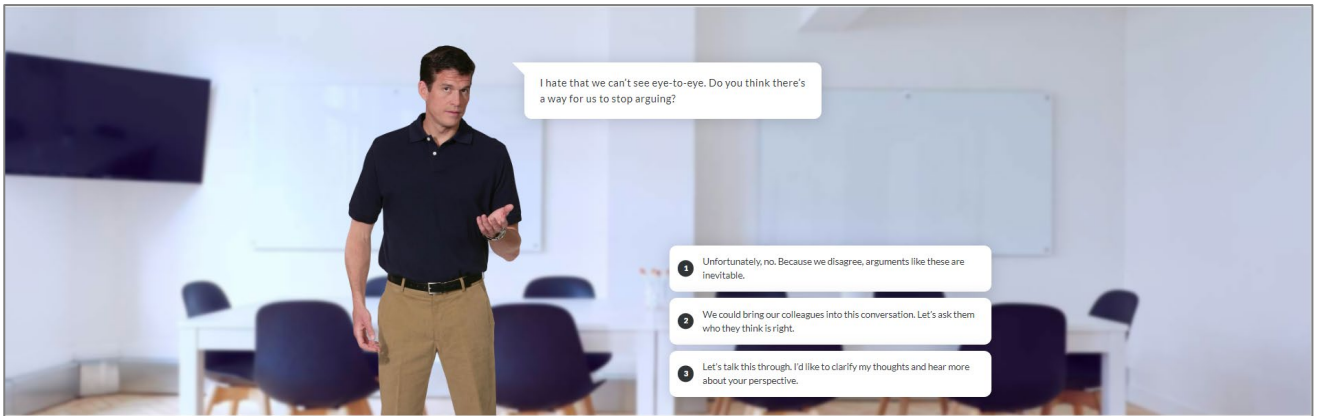 I hate that we can't see eye-to-eye. Do you think there's
a way for us to stop arguing?
1 Unfortunately, no. Because we disagree, arguments like these are
inevitable.
2 We could bring our colleagues into this conversation. Let's ask them
who they think is right.
3 Let's talk this through. I'd like to clarify my thoughts and hear more
about your perspective.